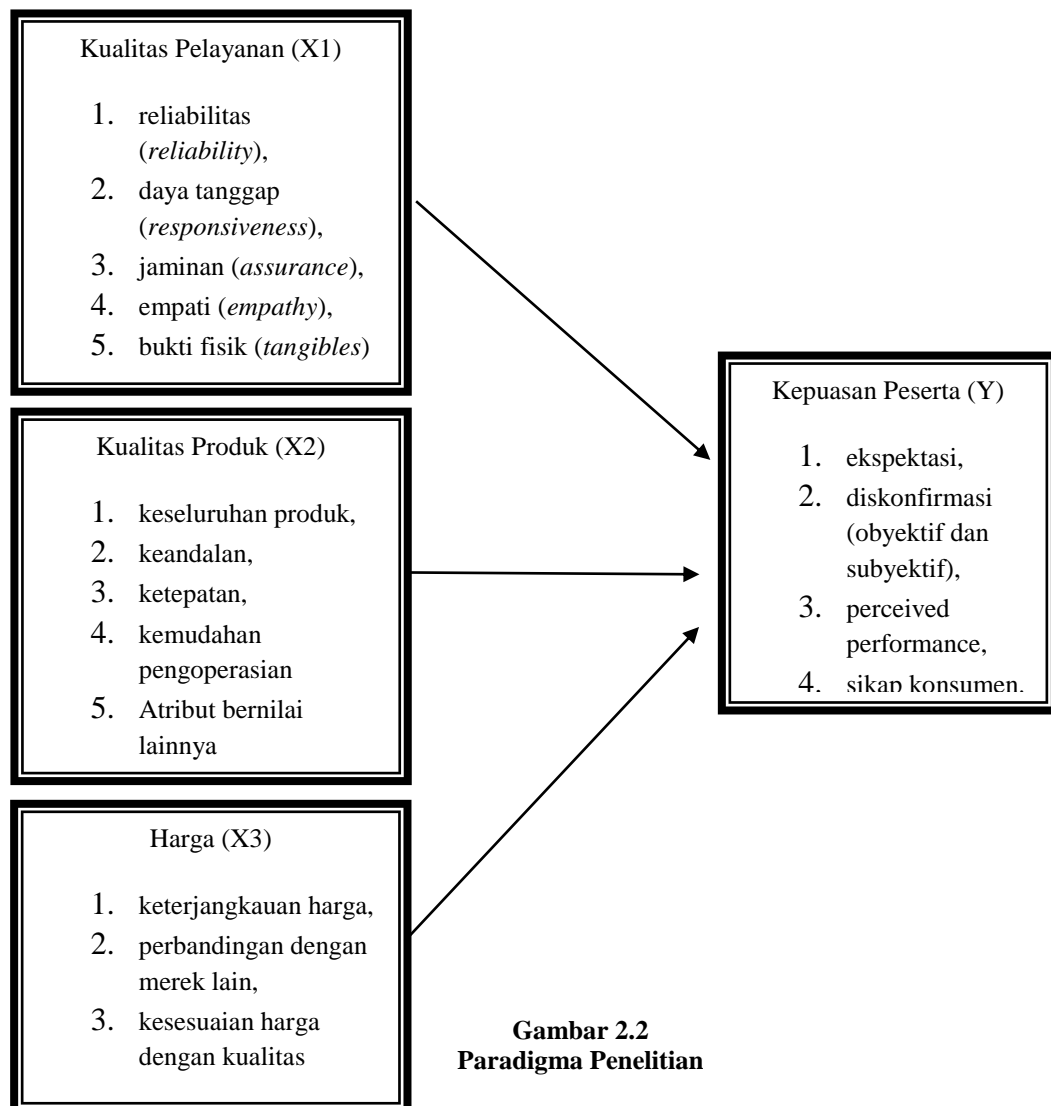 Kualitas Pelayanan (X1)
1. reliabilitas
(reliability),
2. daya tanggap
(responsiveness),
3. jaminan (assurance),
4. empati (empathy),
5. bukti fisik (tangibles)
Kualitas Produk (X2)
1. keseluruhan produk,
2. keandalan,
3. ketepatan,
4. kemudahan
pengoperasian
5. Atribut bernilai
lainnya
Harga (X3)
1. keterjangkauan harga,
2. perbandingan dengan
merek lain,
3. kesesuaian harga
dengan kualitas
Kepuasan Peserta (Y)
1. ekspektasi,
2. diskonfirmasi
(obyektif dan
subyektif),
3. perceived
performance,
4. sikap konsumen.
Gambar 2.2
Paradigma Penelitian